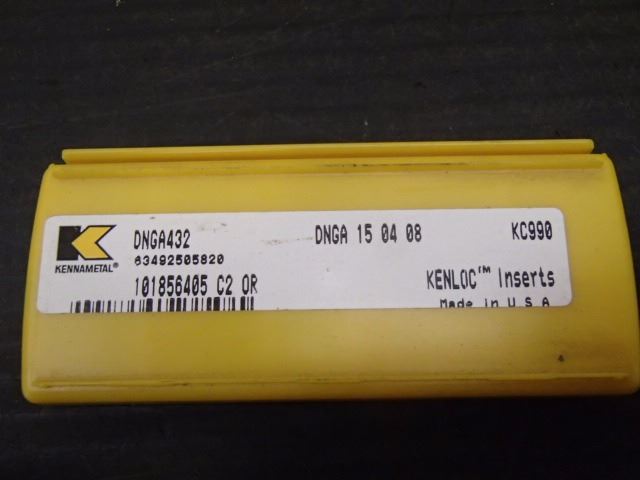 DNGA432 DNGA 15 04 08 KC990
63492505820
KENNAMETAL®
101856405 C2 OR KENLOC™ Inserts
Made in U S A